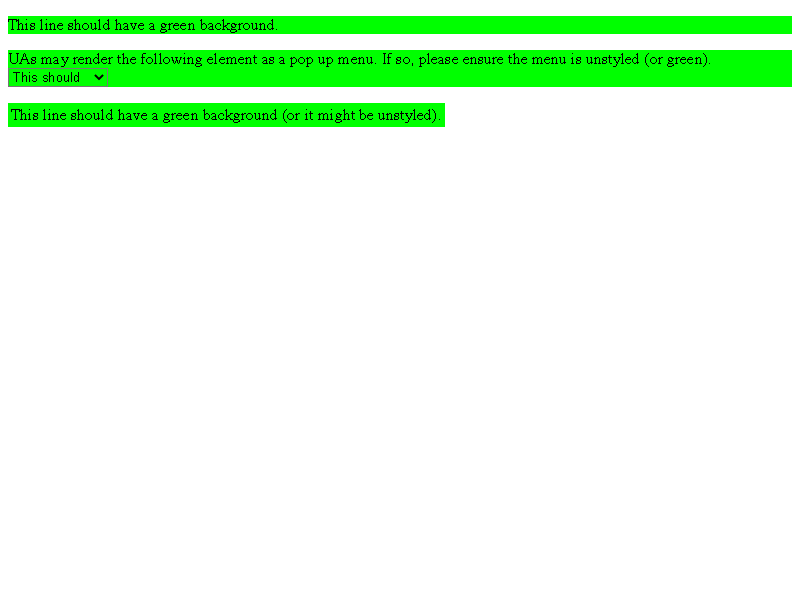 This line should have a green background.
UAs may render the following element as a pop up menu. If so, please ensure the menu is unstyled (or green).
This should
This line should have a green background (or it might be unstyled).